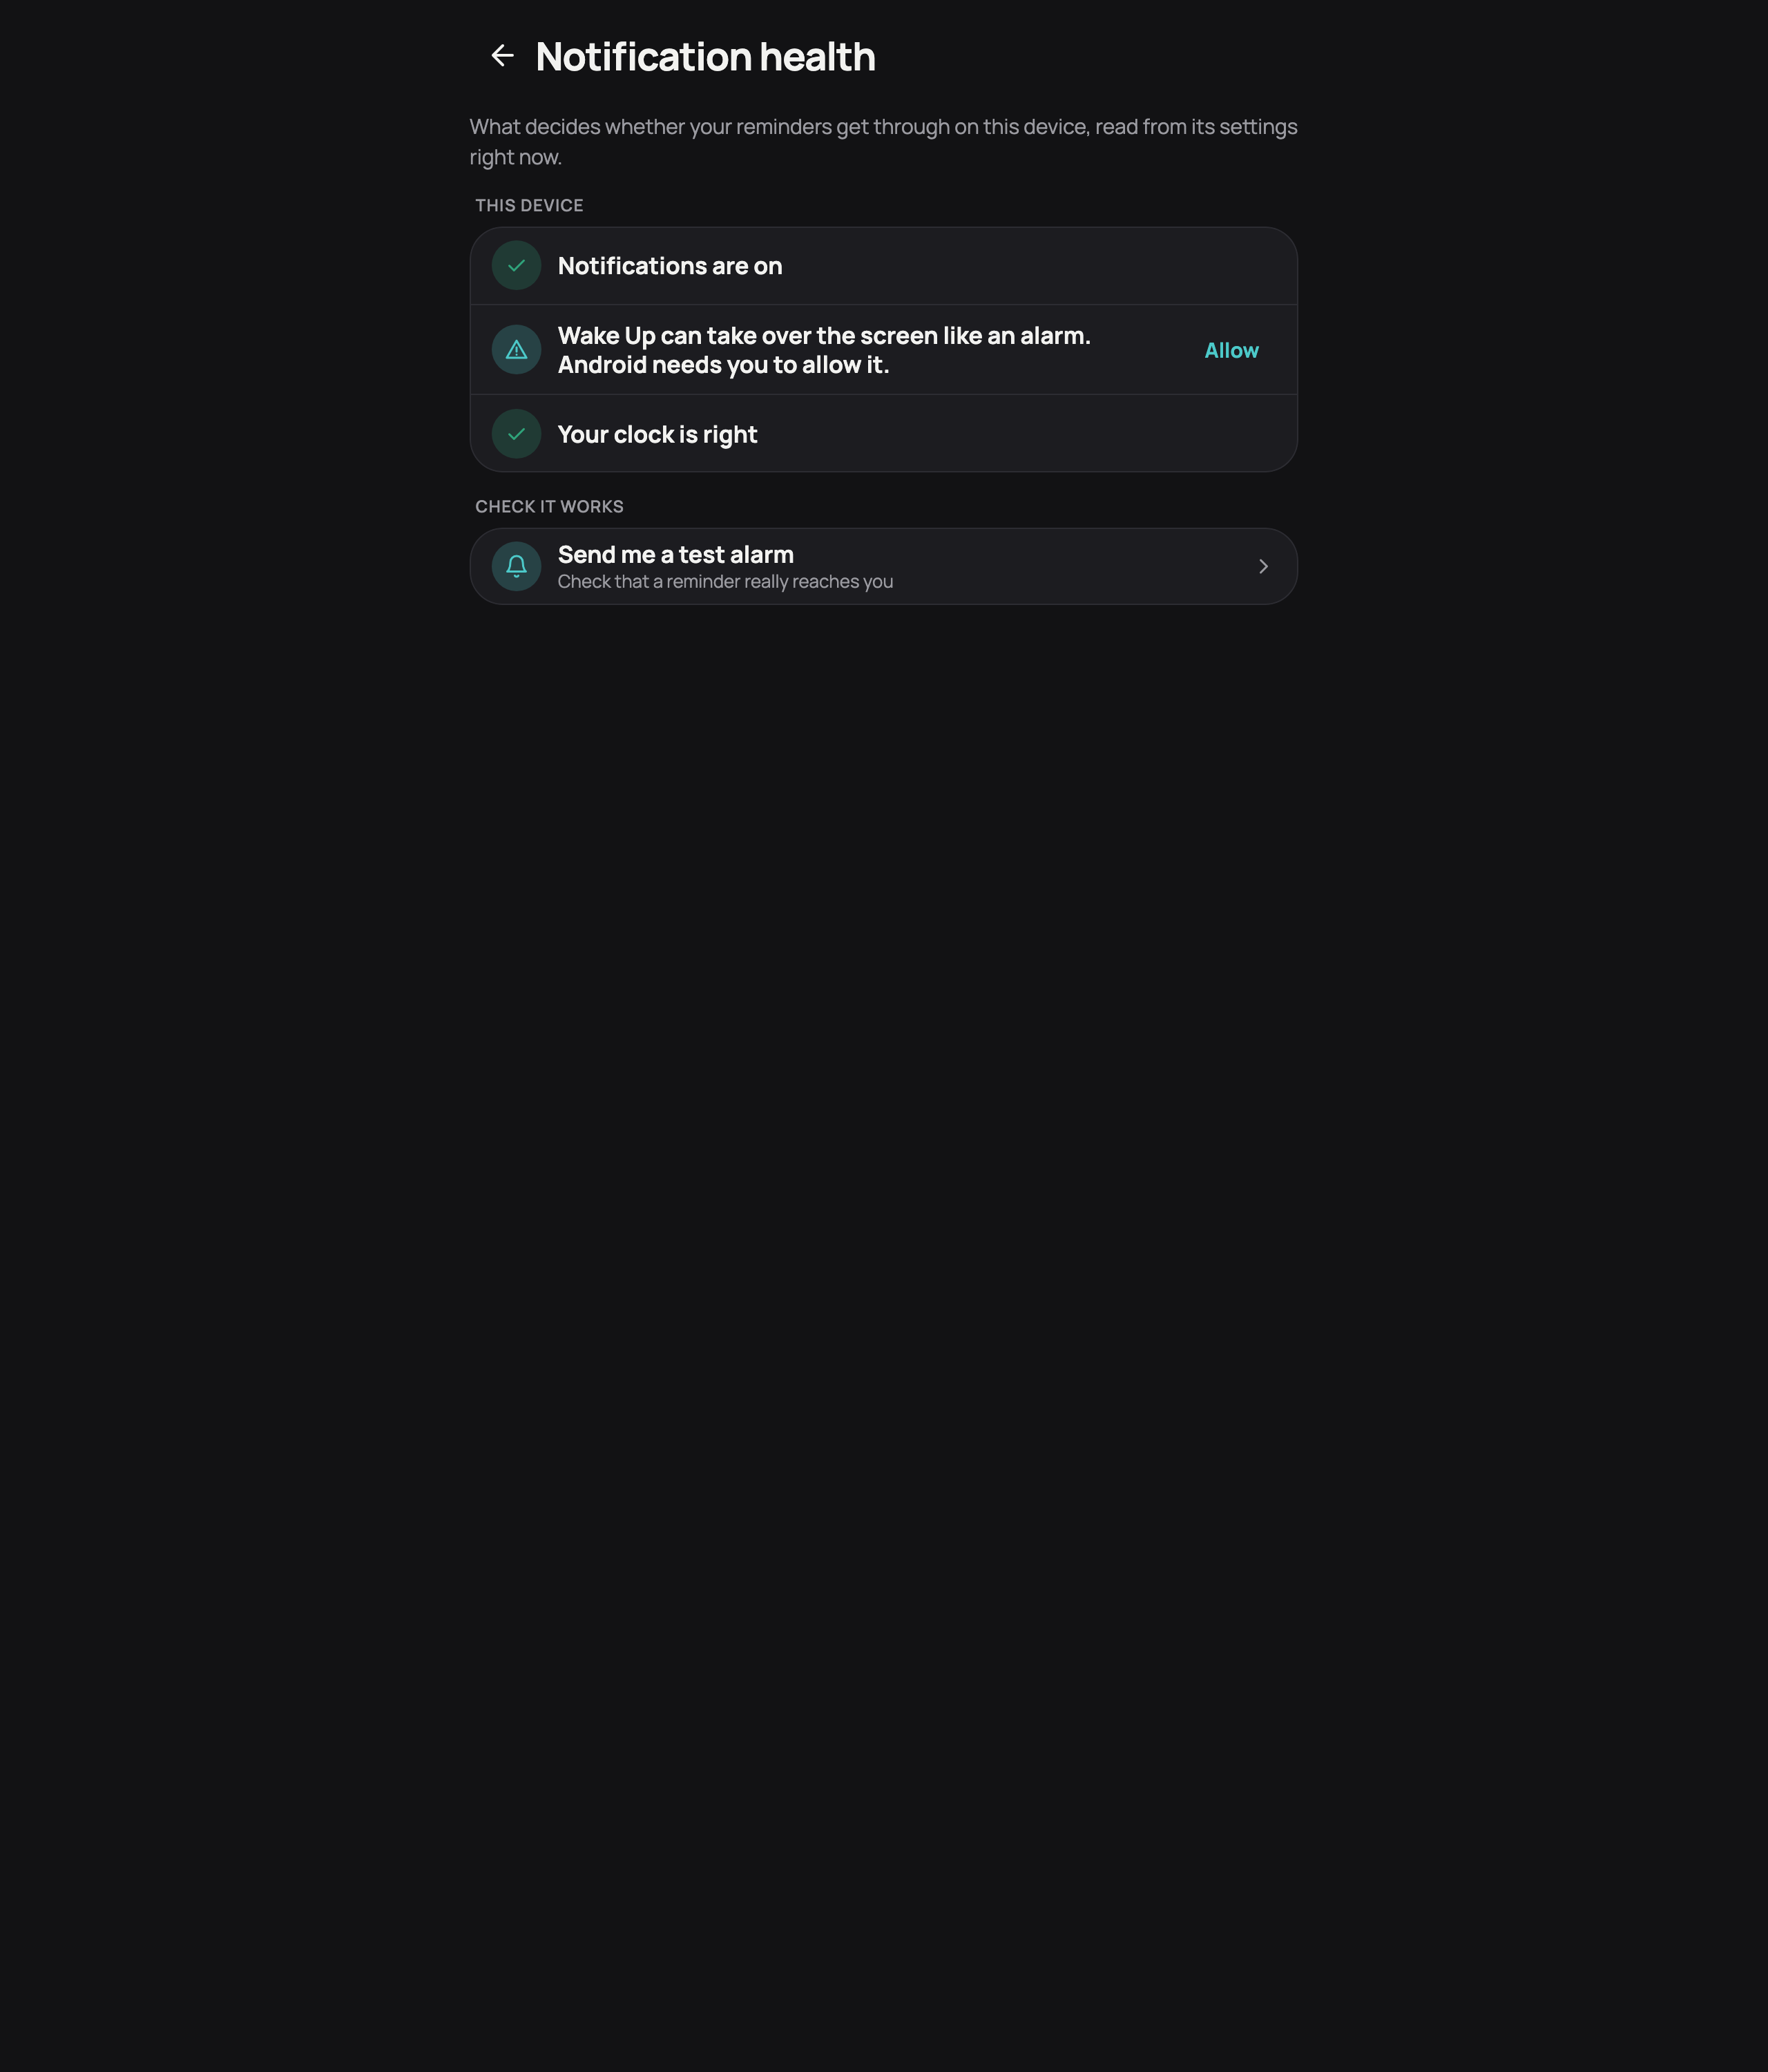 Notification health
What decides whether your reminders get through on this device, read from its settings
right now.
THIS DEVICE
Notifications are on
Wake Up can take over the screen like an alarm.
Android needs you to allow it.
Allow
Your clock is right
CHECK IT WORKS
Send me a test alarm
Check that a reminder really reaches you